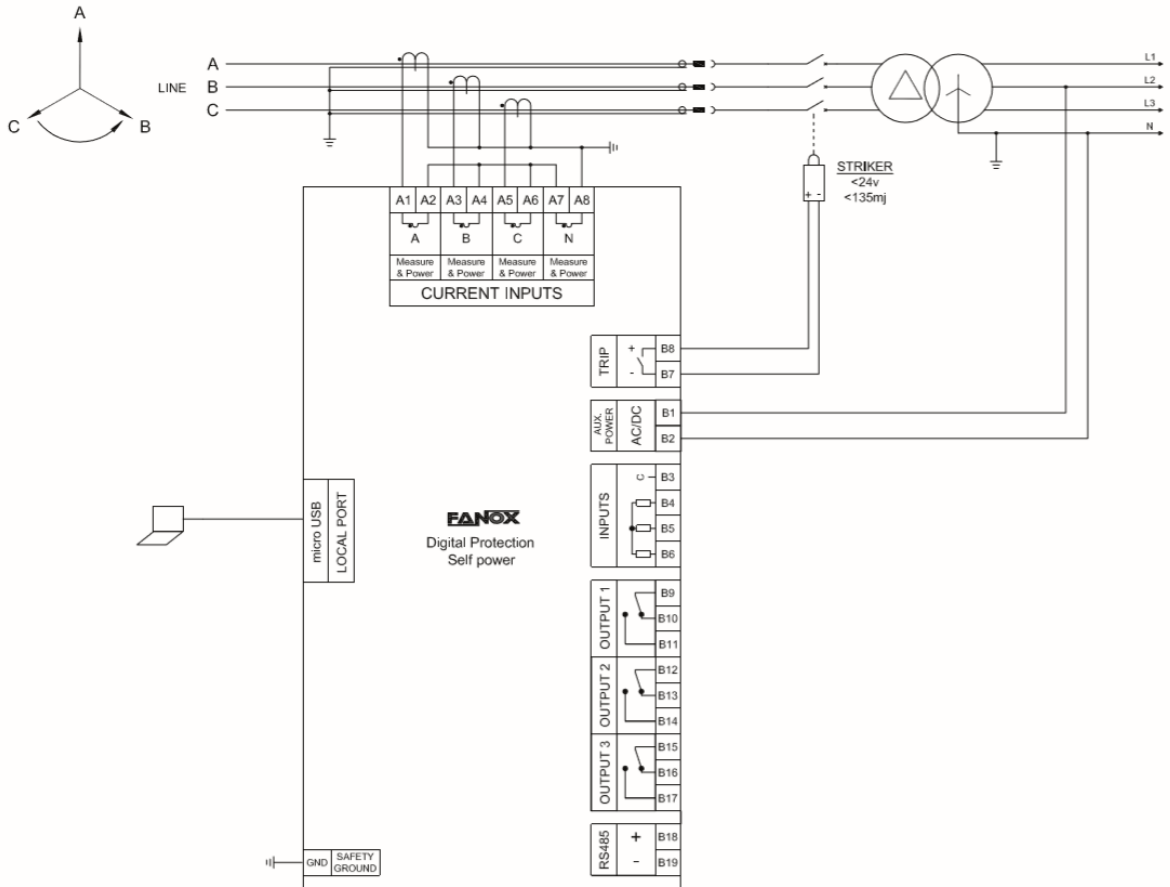 A
C
B
LINE
A
B
C
L1
L2
L3
N
STRIKER
<24v
<135mj
+ -
A1 A2 A3 A4 A5 A6 A7 A8
A B C N
Measure & Power
Measure & Power
Measure & Power
Measure & Power
CURRENT INPUTS
TRIP
+ B8
- B7
AUX. POWER
AC/DC
B1
B2
INPUTS
C B3
B4
B5
B6
micro USB
LOCAL PORT
FANOX
Digital Protection
Self power
OUTPUT 1
B9
B10
B11
OUTPUT 2
B12
B13
B14
OUTPUT 3
B15
B16
B17
RS485
+ B18
- B19
GND
SAFETY
GROUND